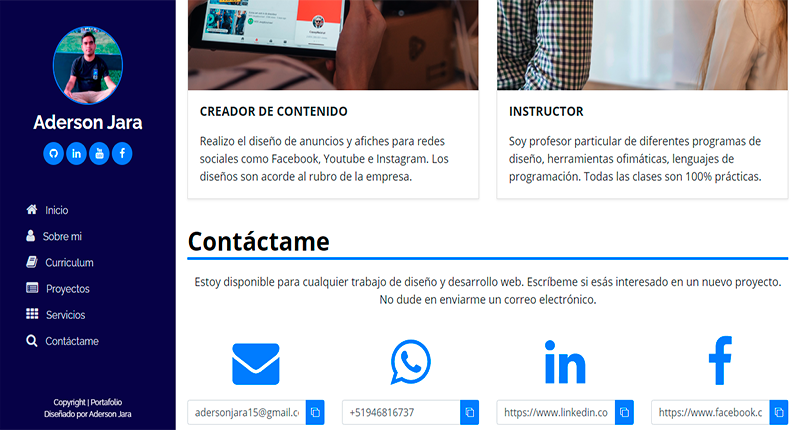 Aderson Jara
Inicio
Sobre mi
Curriculum
Proyectos
Servicios
Contáctame
Copyright | Portafolio
Diseñado por Aderson Jara
CREADOR DE CONTENIDO
Realizo el diseño de anuncios y afiches para redes
sociales como Facebook, Youtube e Instagram. Los
diseños son acorde al rubro de la empresa.
INSTRUCTOR
Soy profesor particular de diferentes programas de
diseño, herramientas ofimáticas, lenguajes de
programación. Todas las clases son 100% prácticas.
Contáctame
Estoy disponible para cualquier trabajo de diseño y desarrollo web. Escríbeme si esás interesado en un nuevo proyecto.
No dude en enviarme un correo electrónico.
adersonjara15@gmail.c
+51946816737
https://www.linkedin.co
https://www.facebook.c